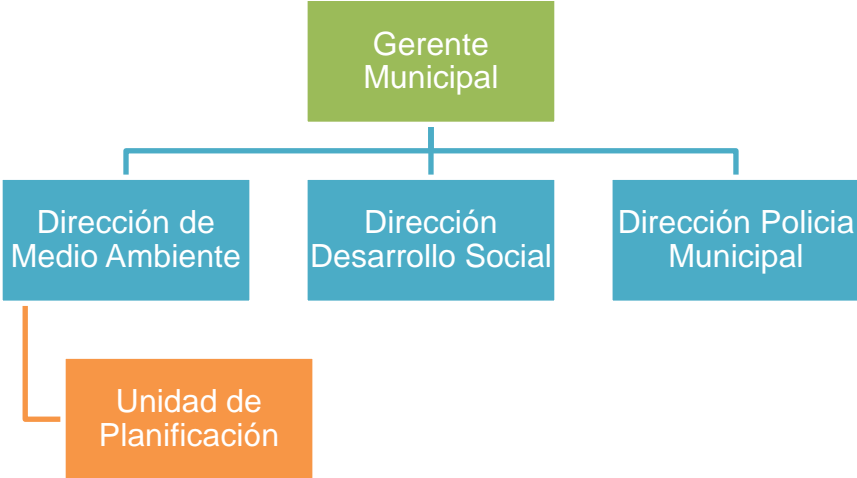 Gerente
Municipal
Dirección de
Medio Ambiente
Dirección
Desarrollo Social
Dirección Policia
Municipal
Unidad de
Planificación